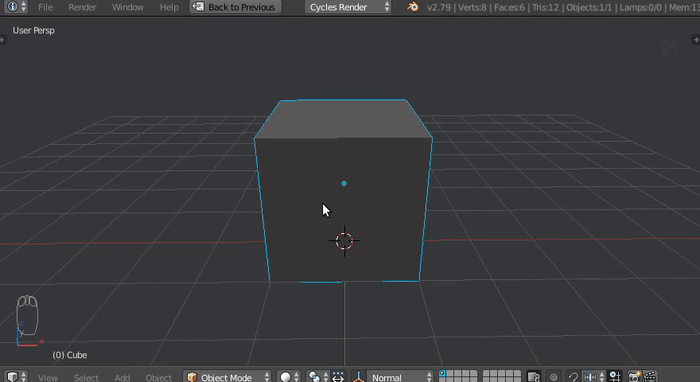 File Render Window Help Back to Previous Cycles Render v2.79 | Verts:8 | Faces:6 | Tris:12 | Objects:1/1 | Lamps:0/0 | Mem:13
User Persp
(0) Cube
View Select Add Object Object Mode Normal